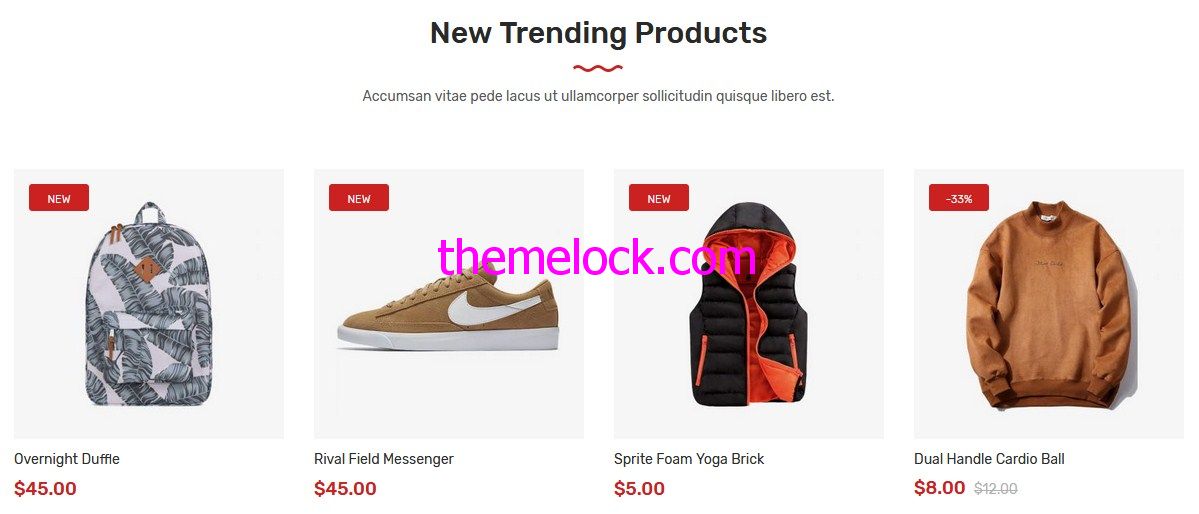 New Trending Products
Accumsan vitae pede lacus ut ullamcorper sollicitudin quisque libero est.
NEW
NEW
NEW
-33%
themelock.com
Overnight Duffle
$45.00
Rival Field Messenger
$45.00
Sprite Foam Yoga Brick
$5.00
Dual Handle Cardio Ball
$8.00 $12.00